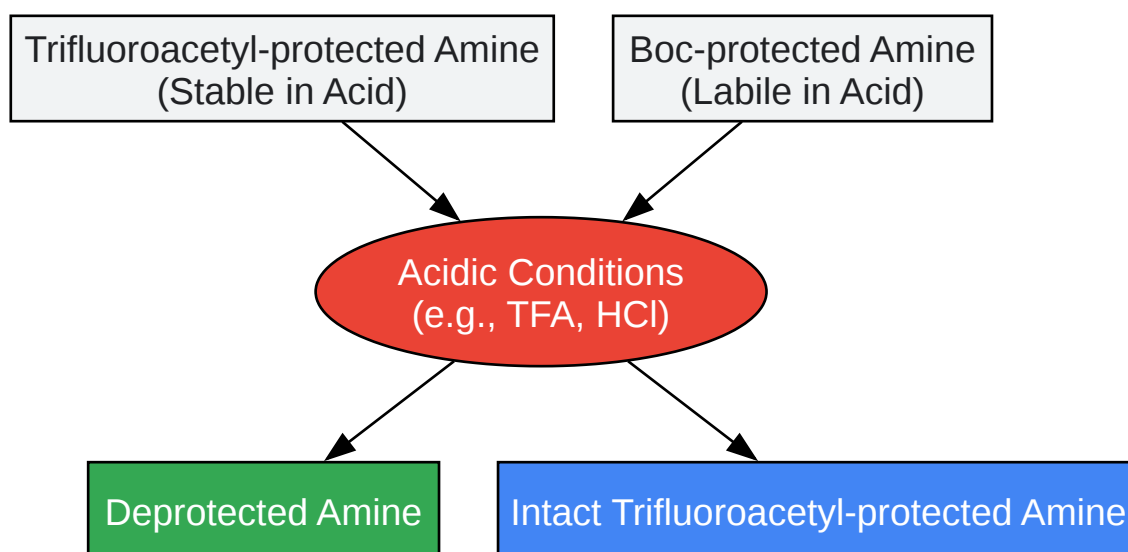 Trifluoroacetyl-protected Amine
(Stable in Acid)
Boc-protected Amine
(Labile in Acid)
Acidic Conditions
(e.g., TFA, HCl)
Deprotected Amine
Intact Trifluoroacetyl-protected Amine